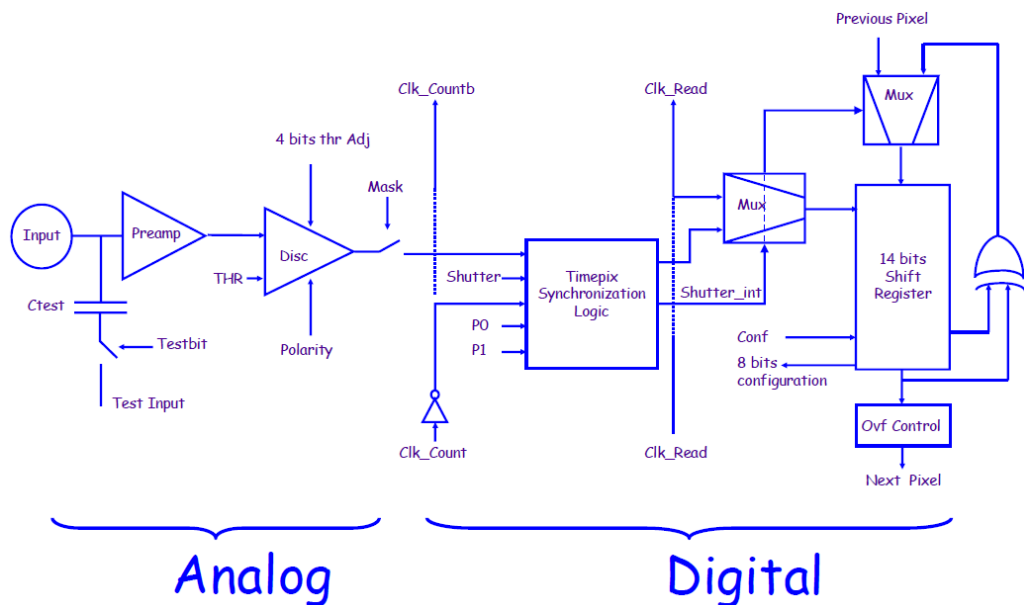 Previous Pixel
Clk_Countb
Clk_Read
Mux
4 bits thr Adj
Mask
Mux
Input
Preamp
Disc
THR
Shutter
Timepix
Synchronization
Logic
Shutter_int
14 bits
Shift
Register
Ctest
Testbit
Polarity
P0
P1
Conf
8 bits
configuration
Test Input
Clk_Count
Clk_Read
Ovf Control
Next Pixel
Analog
Digital